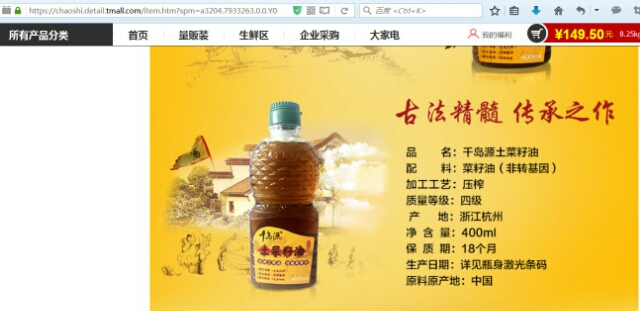 https://chaoshi.detail.tmall.com/item.htm?spm=a3204.7933263.0.0.Y0
百度 <Ctrl+K>
所有产品分类 首页 量贩装 生鲜区 企业采购 大家电 我的福利 ¥149.50元 8.25kg
400ml
古法精髓 传承之作
品 名：千岛源土菜籽油
配 料：菜籽油（非转基因）
加工工艺：压榨
质量等级：四级
产 地：浙江杭州
净 含 量：400ml
保 质 期：18个月
生产日期：详见瓶身激光条码
原料原产地：中国
千岛源
土菜籽油